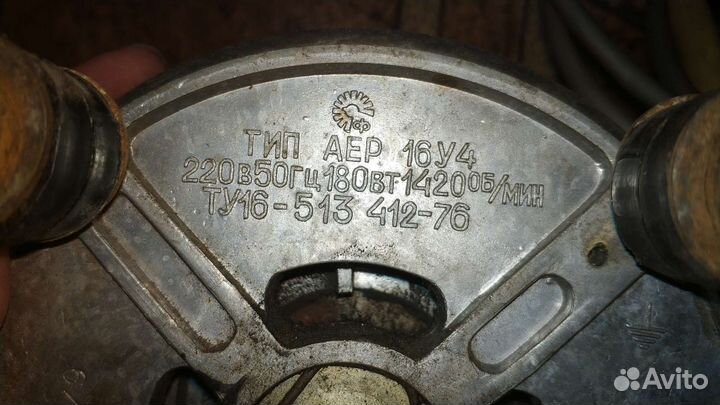 ТИП АЕР 16У4
220В50ГЦ180ВТ1420ОБ/МИН
ТУ16-513 412-76
Avito